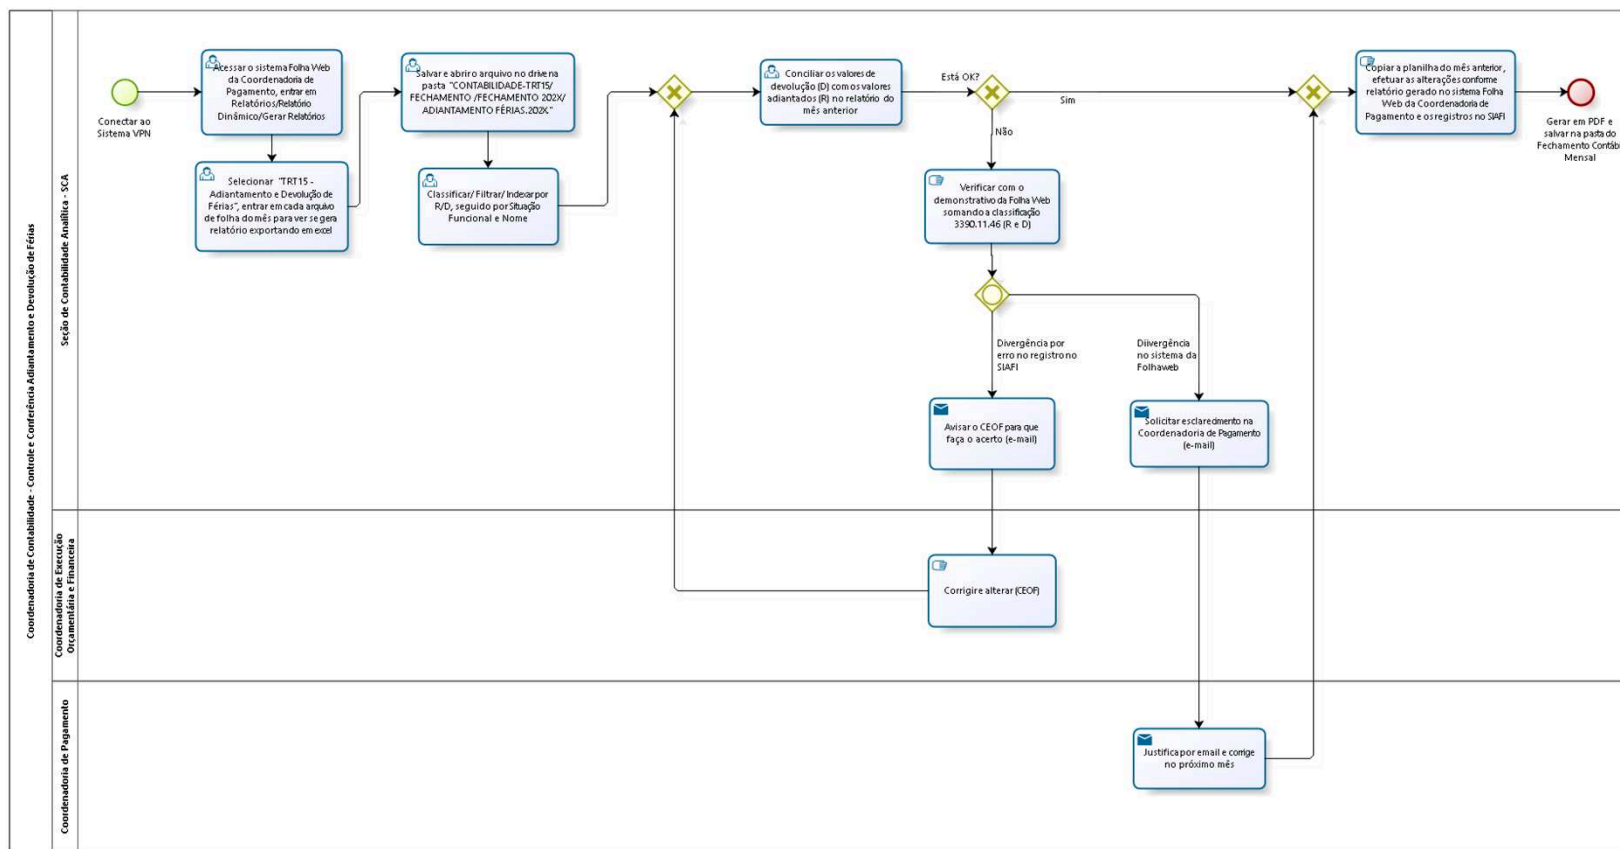 Coordenadoria de Contabilidade - Controle e Conferência Adiantamento e Devolução de Férias
Seção de Contabilidade Analítica - SCA
Conectar ao
Sistema VPN
Acessar o sistema Folha Web
da Coordenadoria de
Pagamento, entrar em
Relatórios/Relatório
Dinâmico/Gerar Relatórios
Selecionar "TRT15 -
Adiantamento e Devolução de
Férias", entrar em cada arquivo
de folha do mês para ver se gera
relatório exportando em excel
Salvar e abrir o arquivo no drive na
pasta "CONTABILIDADE-TRT15/
FECHAMENTO /FECHAMENTO 202X/
ADIANTAMENTO FÉRIAS.202X"
Classificar/ Filtrar/ Indexar por
R/D, seguido por Situação
Funcional e Nome
Conciliar os valores de
devolução (D) com os valores
adiantados (R) no relatório do
mês anterior
Está OK?
Sim
Não
Verificar com o
demonstrativo da Folha Web
somando a classificação
3390.11.46 (R e D)
Divergência por
erro no registro no
SIAFI
Diivergência
no sistema da
Folhaweb
Avisar o CEOF para que
faça o acerto (e-mail)
Solicitar esclarecimento na
Coordenadoria de Pagamento
(e-mail)
Copiar a planilha do mês anterior,
efetuar as alterações conforme
relatório gerado no sistema Folha
Web da Coordenadoria de
Pagamento e os registros no SIAFI
Gerar em PDF e
salvar na pasta do
Fechamento Contábi
Mensal
Coordenadoria de Execução
Orçamentária e Financeira
Corrigir e alterar (CEOF)
Coordenadoria de Pagamento
Justifica por email e corrige
no próximo mês